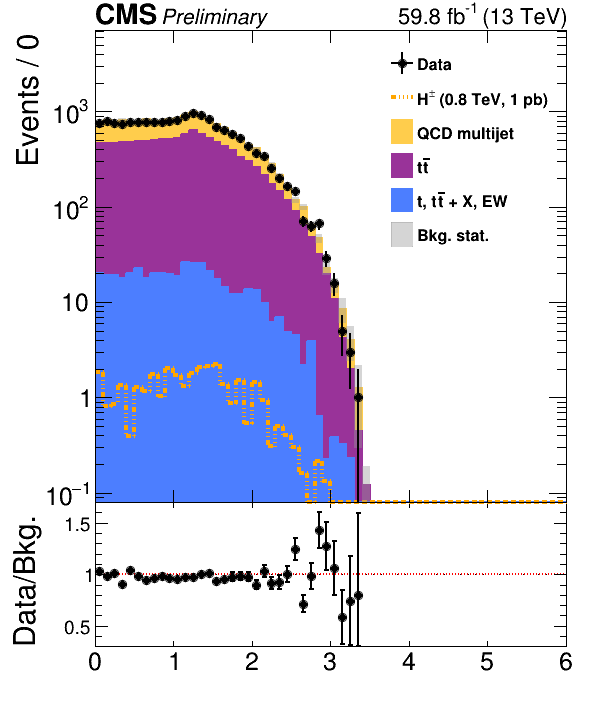 CMS Preliminary 59.8 fb⁻¹ (13 TeV)
Events / 0
Data
H± (0.8 TeV, 1 pb)
QCD multijet
tt̅
t, tt̅ + X, EW
Bkg. stat.
10³
10²
10
1
10⁻¹
Data/Bkg.
1.5
1
0.5
0 1 2 3 4 5 6